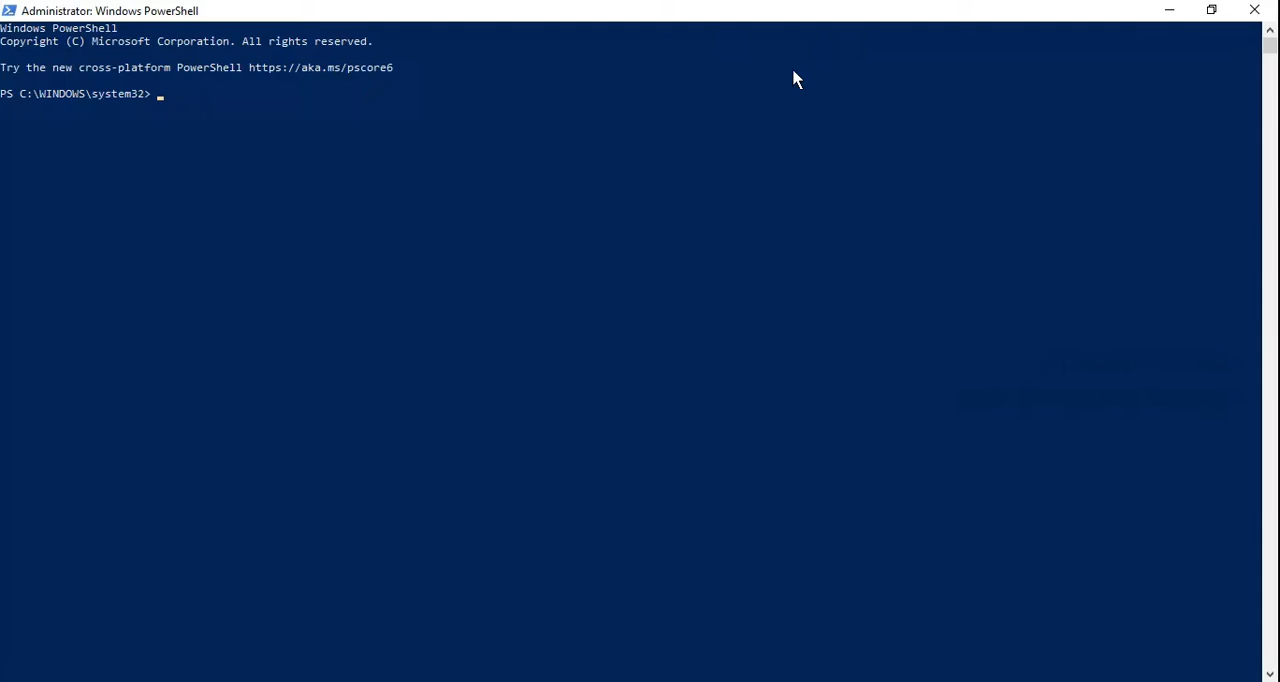 Administrator: Windows PowerShell
Windows PowerShell
Copyright (C) Microsoft Corporation. All rights reserved.
Try the new cross-platform PowerShell https://aka.ms/pscore6
PS C:\WINDOWS\system32>